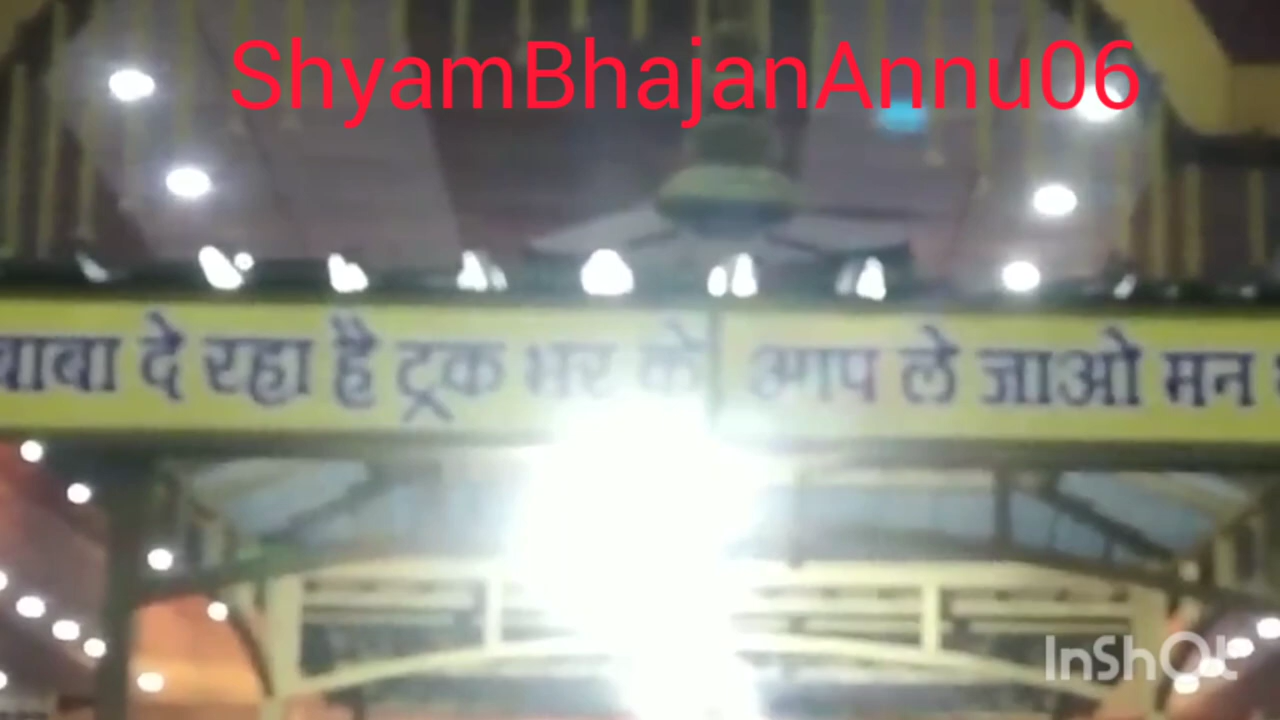 ShyamBhajanAnnu06
बाबा दे रहा है ट्रक भर के आप ले जाओ मन
InShOt